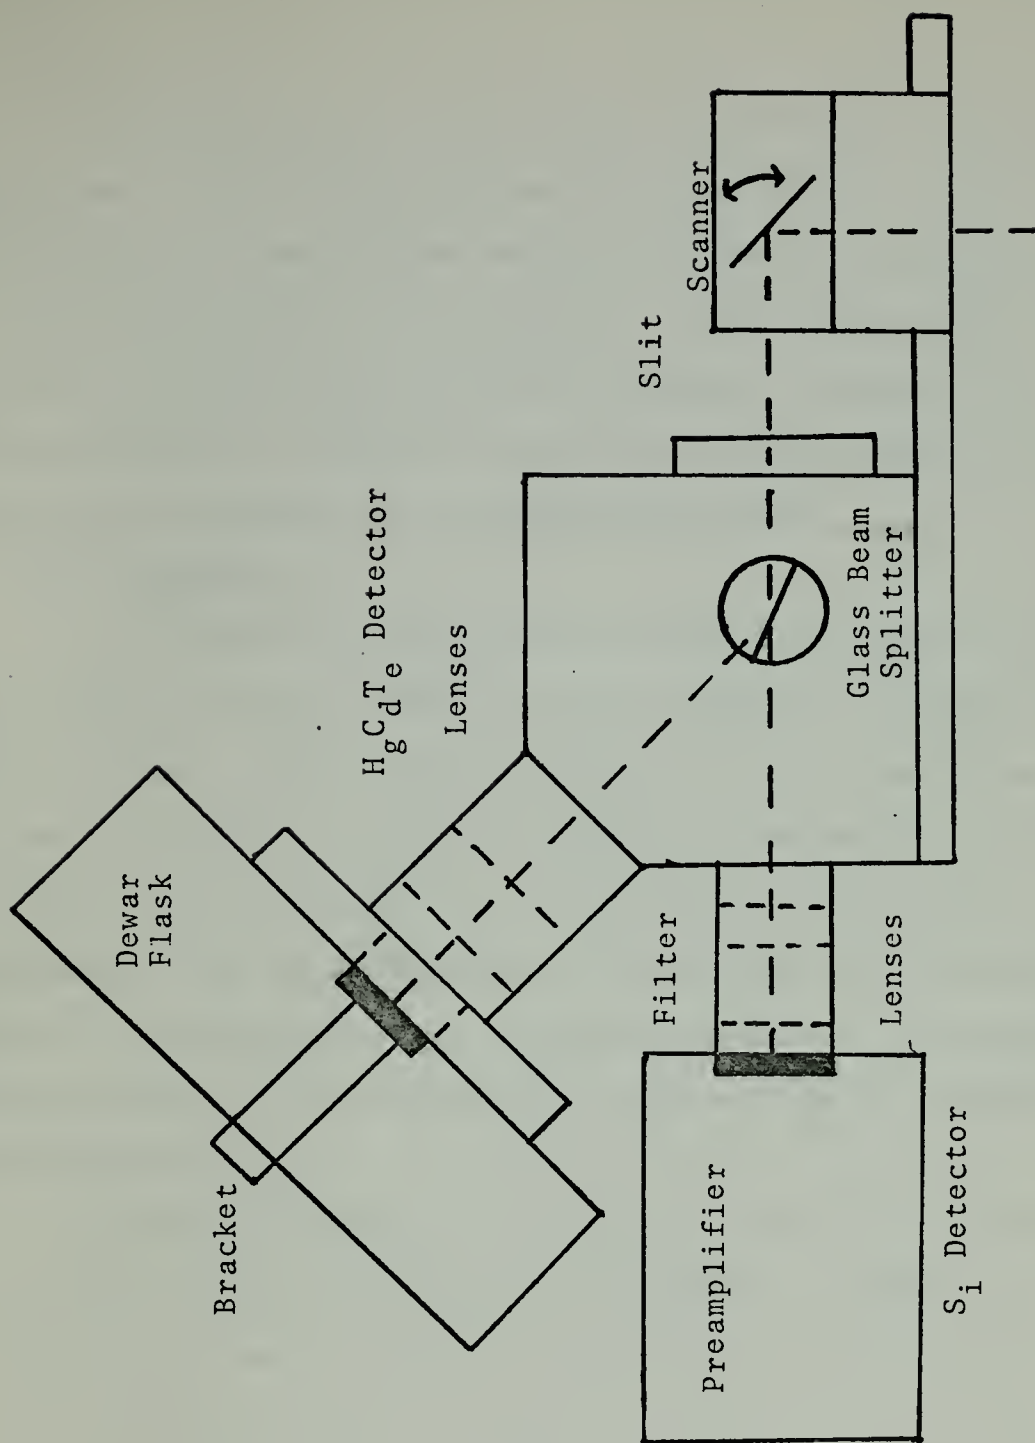 Dewar
Flask
Bracket
HgCdTe Detector
Lenses
Slit
Scanner
Preamplifier
Filter
Glass Beam
Splitter
Lenses
Si Detector